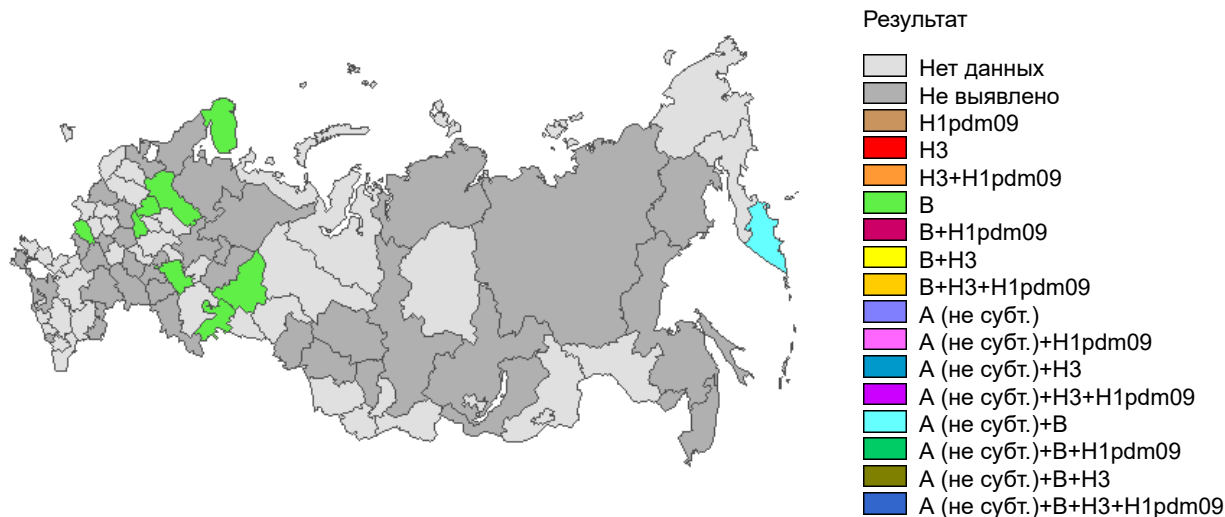 Результат
Нет данных
Не выявлено
H1pdm09
H3
H3+H1pdm09
B
B+H1pdm09
B+H3
B+H3+H1pdm09
A (не субт.)
A (не субт.)+H1pdm09
A (не субт.)+H3
A (не субт.)+H3+H1pdm09
A (не субт.)+B
A (не субт.)+B+H1pdm09
A (не субт.)+B+H3
A (не субт.)+B+H3+H1pdm09